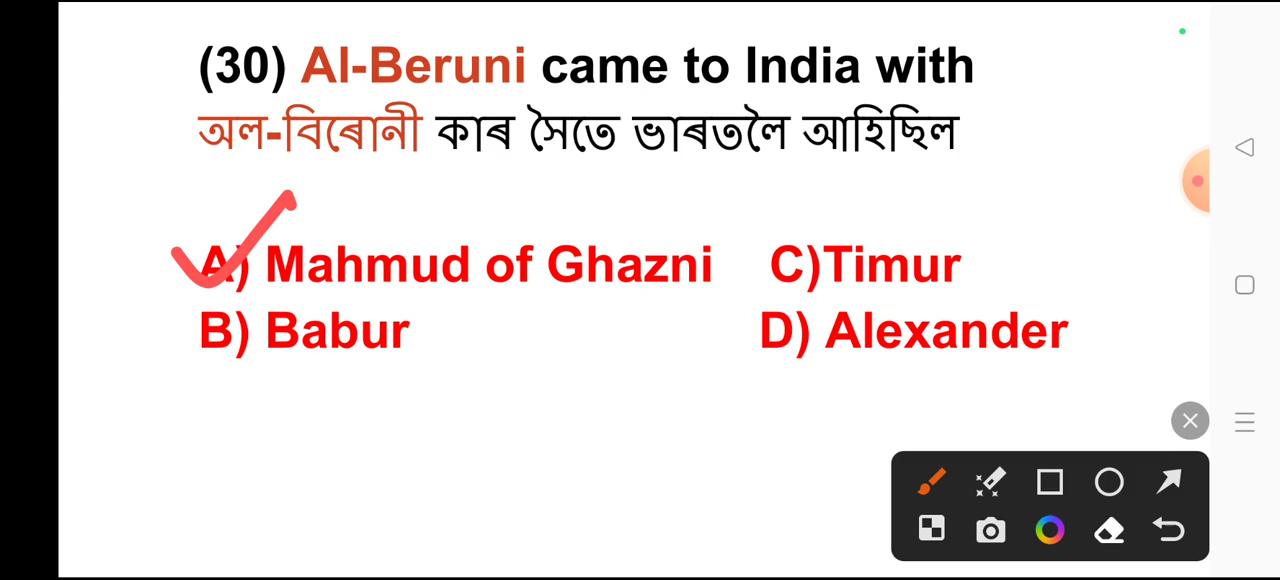 (30) Al-Beruni came to India with
অল-বিৰোনী কাৰ সৈতে ভাৰতলৈ আহিছিল
A) Mahmud of Ghazni C)Timur
B) Babur D) Alexander